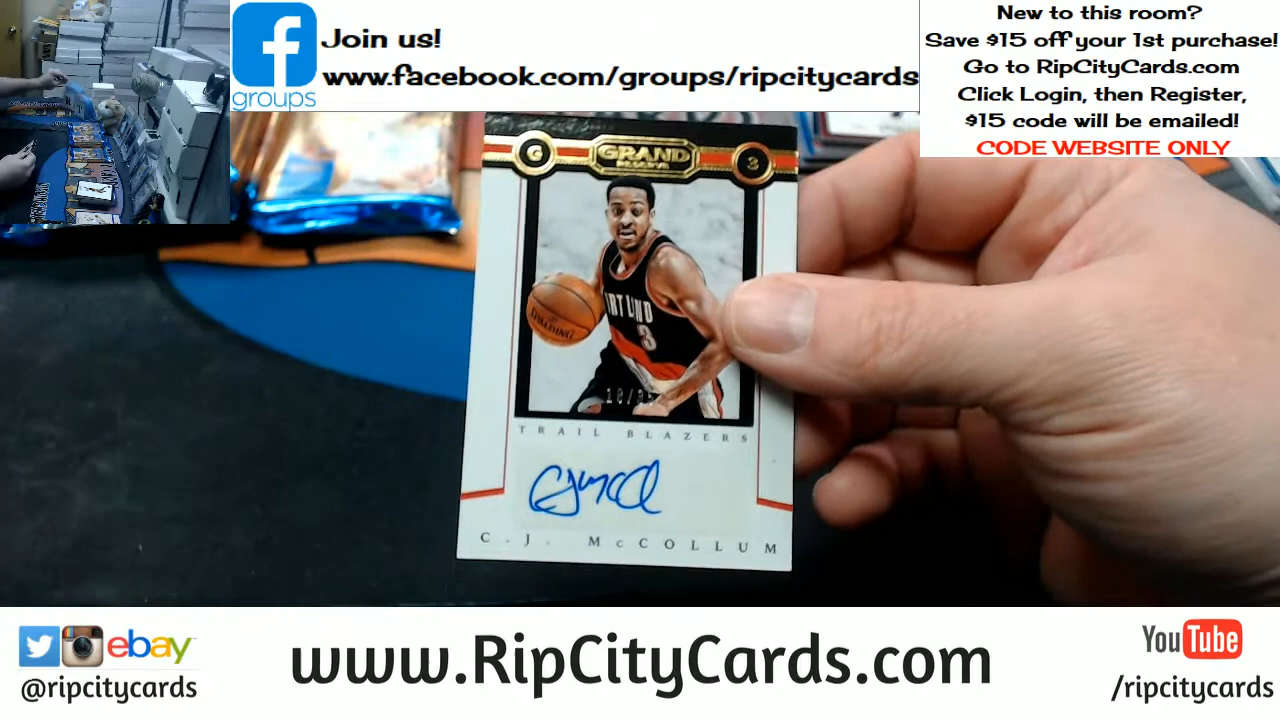 Join us!
www.facebook.com/groups/ripcitycards
groups
New to this room?
Save $15 off your 1st purchase!
Go to RipCityCards.com
Click Login, then Register,
$15 code will be emailed!
CODE WEBSITE ONLY
G
GRAND
3
SPALDING
3
TRAIL BLAZERS
C.J. McCOLLUM
ebay
@ripcitycards
www.RipCityCards.com
YouTube
/ripcitycards